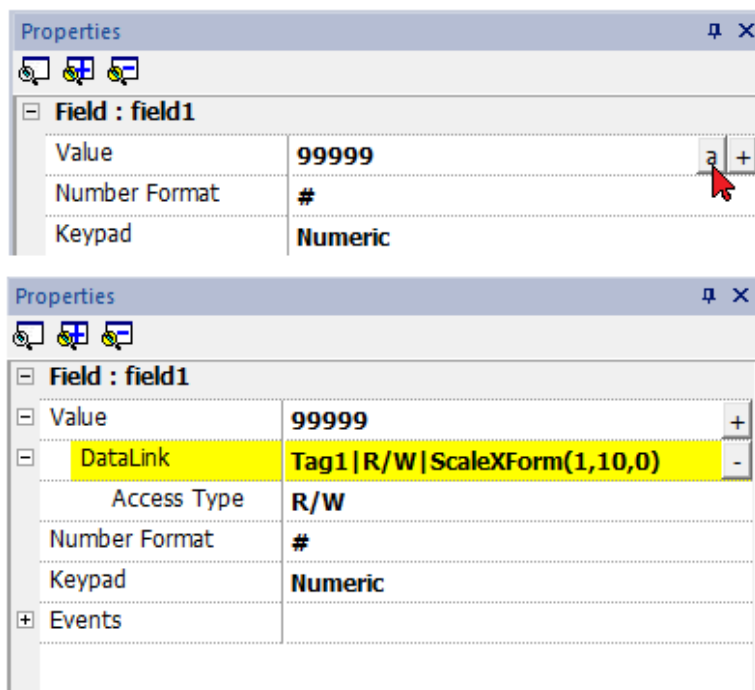 Properties
Field : field1
Value 99999 a +
Number Format #
Keypad Numeric
Properties
Field : field1
Value 99999 +
DataLink Tag1|R/W|ScaleXForm(1,10,0) -
Access Type R/W
Number Format #
Keypad Numeric
Events